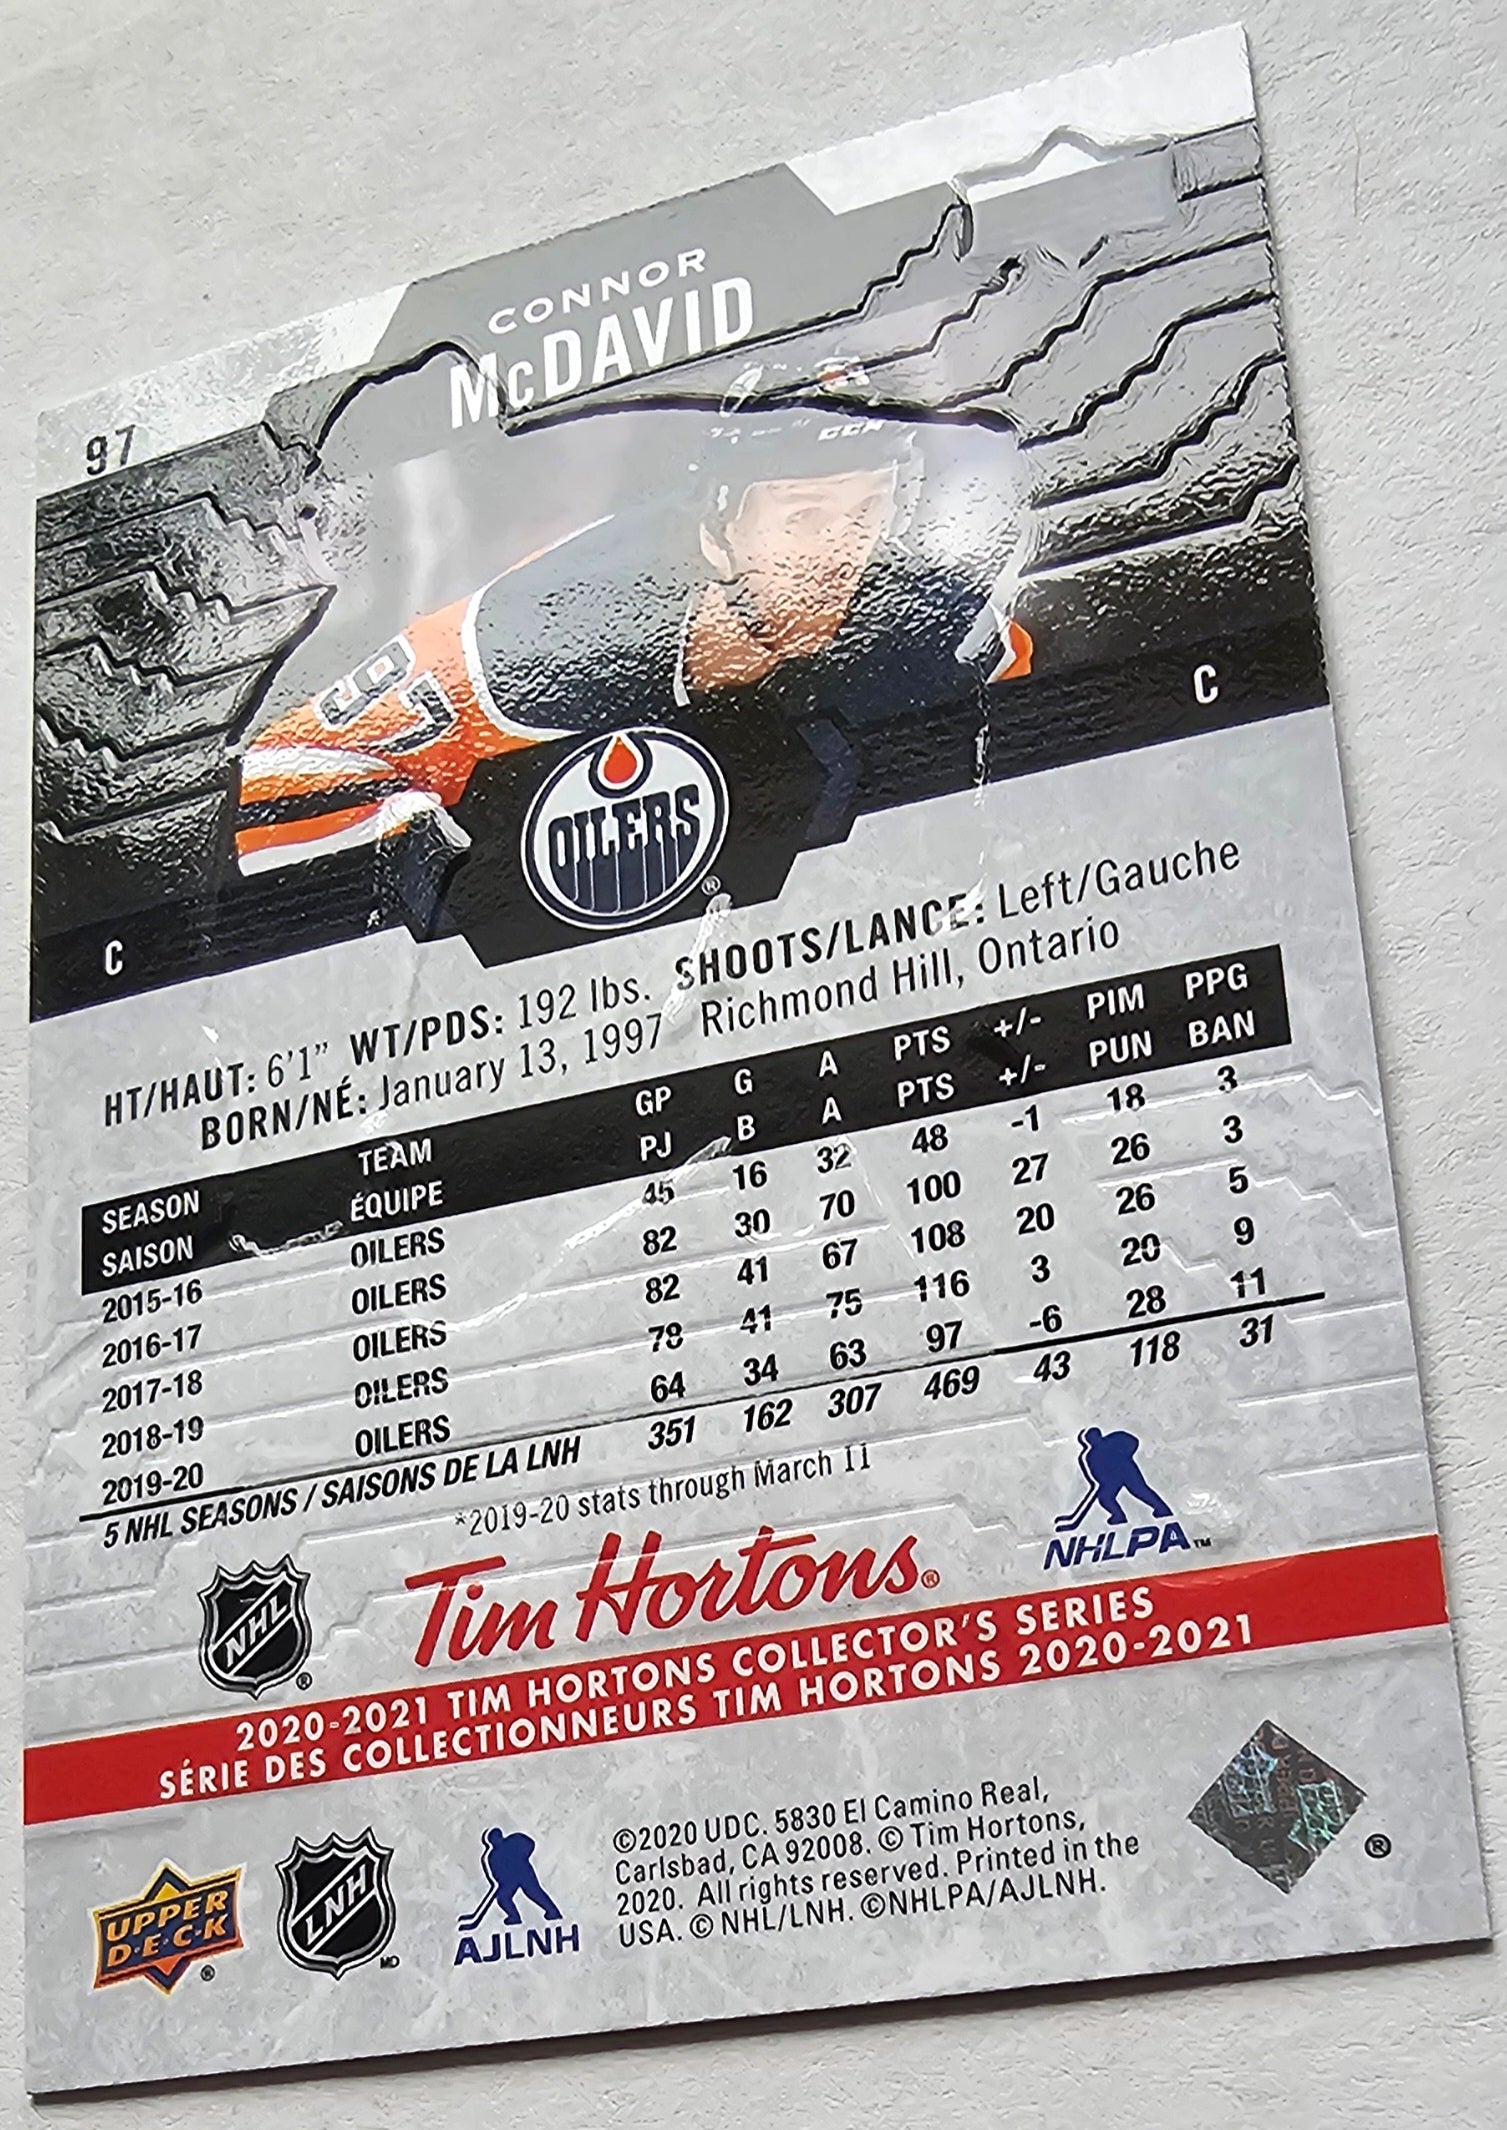 97
CONNOR
McDAVID
CCM
97
OILERS®
C
C
HT/HAUT: 6'1" WT/PDS: 192 lbs. SHOOTS/LANCE: Left/Gauche
BORN/NÉ: January 13, 1997 Richmond Hill, Ontario
SEASON TEAM GP G A PTS +/- PIM PPG
SAISON ÉQUIPE PJ B A PTS +/- PUN BAN
2015-16 OILERS 45 16 32 48 -1 18 3
2016-17 OILERS 82 30 70 100 27 26 3
2017-18 OILERS 82 41 67 108 20 26 5
2018-19 OILERS 78 41 75 116 3 20 9
2019-20 OILERS 64 34 63 97 -6 28 11
5 NHL SEASONS / SAISONS DE LA LNH 351 162 307 469 43 118 31
*2019-20 stats through March 11
NHL®
Tim Hortons®
NHLPA™
2020-2021 TIM HORTONS COLLECTOR'S SERIES
SÉRIE DES COLLECTIONNEURS TIM HORTONS 2020-2021
UPPER
D·E·C·K®
LNH MD
AJLNH
©2020 UDC. 5830 El Camino Real,
Carlsbad, CA 92008. © Tim Hortons,
2020. All rights reserved. Printed in the
USA. © NHL/LNH. ©NHLPA/AJLNH.
®